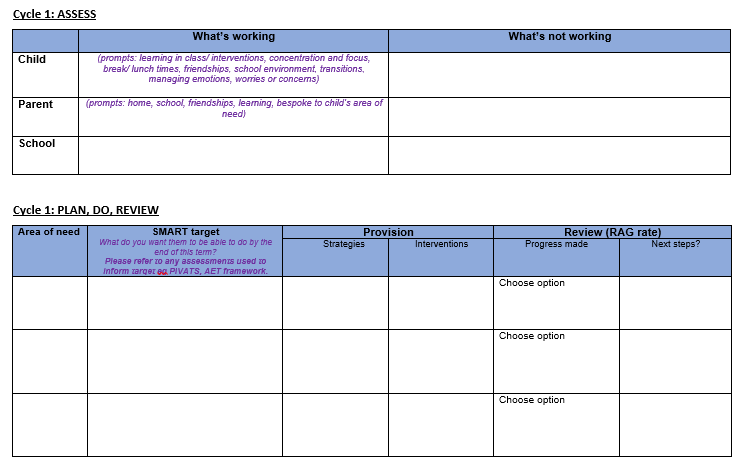 Cycle 1: ASSESS
What's working
What's not working
Child
(prompts: learning in class/ interventions, concentration and focus,
break/ lunch times, friendships, school environment, transitions,
managing emotions, worries or concerns)
Parent
(prompts: home, school, friendships, learning, bespoke to child's area of
need)
School
Cycle 1: PLAN, DO, REVIEW
Area of need
SMART target
What do you want them to be able to do by the
end of this term?
Please refer to any assessments used to
inform target eg. PIVATS, AET framework.
Provision
Strategies
Interventions
Review (RAG rate)
Progress made
Next steps?
Choose option
Choose option
Choose option